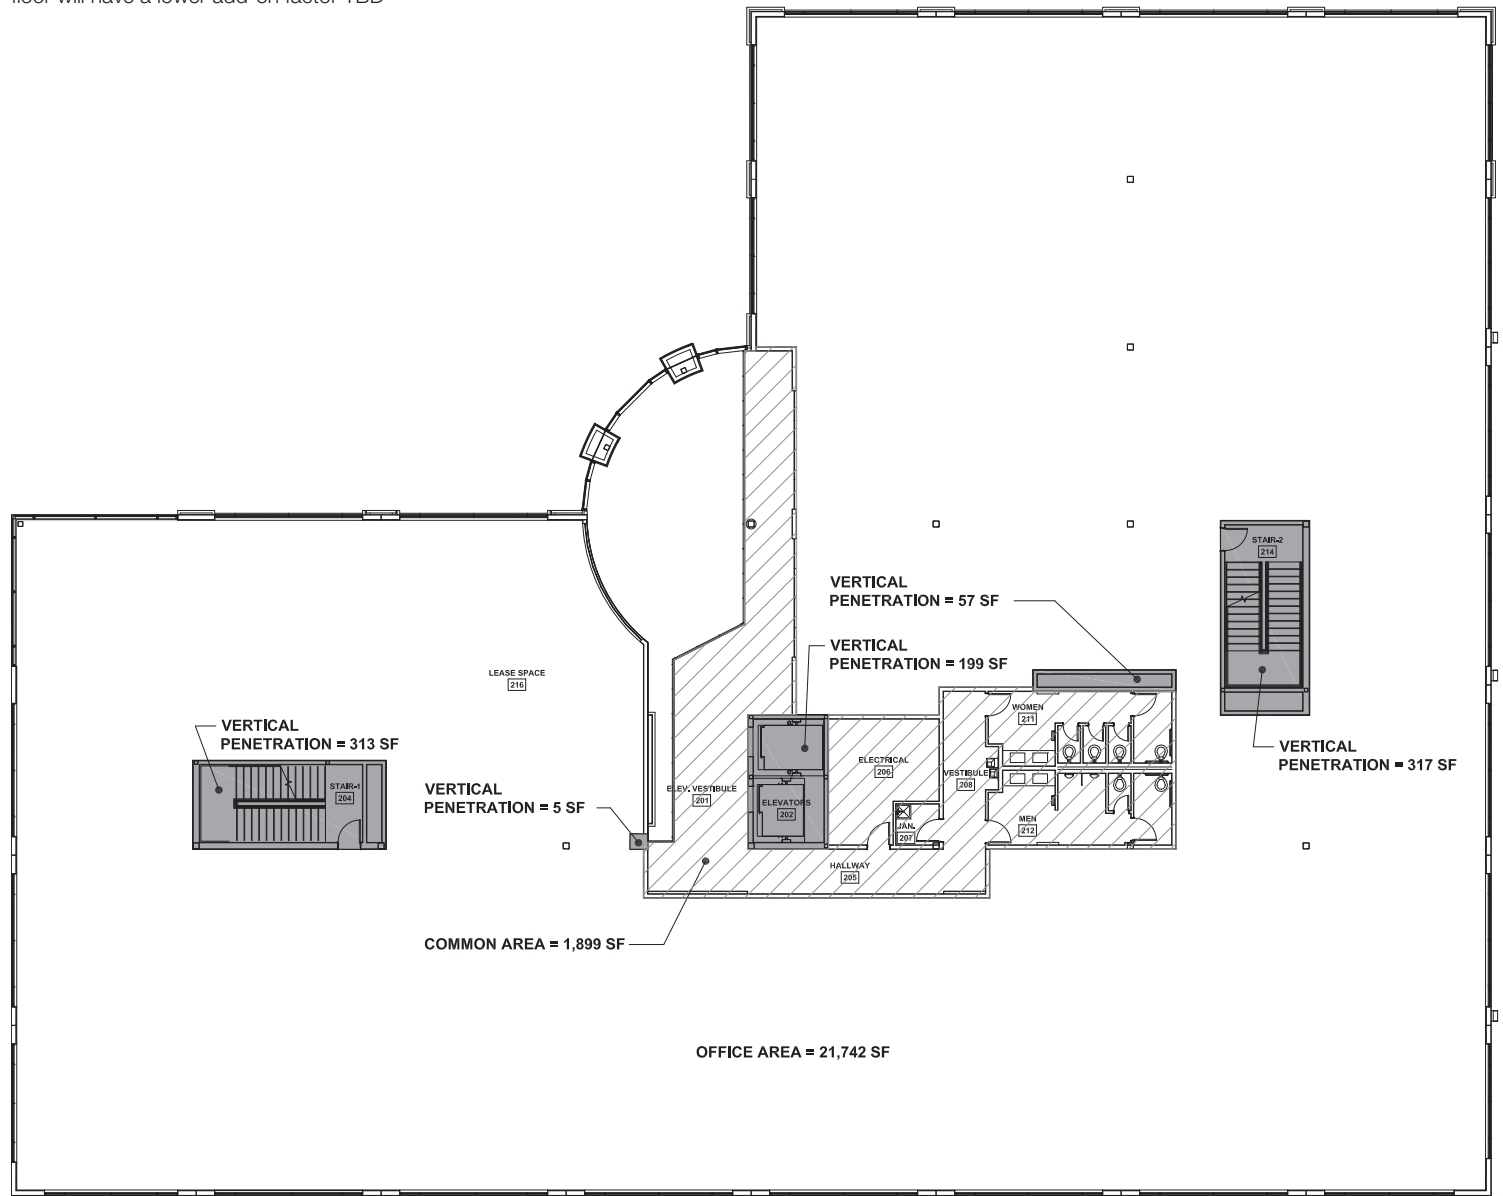 floor will have a lower add-on factor TBD
STAIR-2
214
VERTICAL
PENETRATION = 57 SF
VERTICAL
PENETRATION = 199 SF
LEASE SPACE
216
WOMEN
211
VERTICAL
PENETRATION = 313 SF
VERTICAL
PENETRATION = 317 SF
ELECTRICAL
206
VESTIBULE
208
STAIR-1
204
VERTICAL
PENETRATION = 5 SF
ELEV. VESTIBULE
201
ELEVATORS
202
JAN.
207
MEN
212
HALLWAY
205
COMMON AREA = 1,899 SF
OFFICE AREA = 21,742 SF